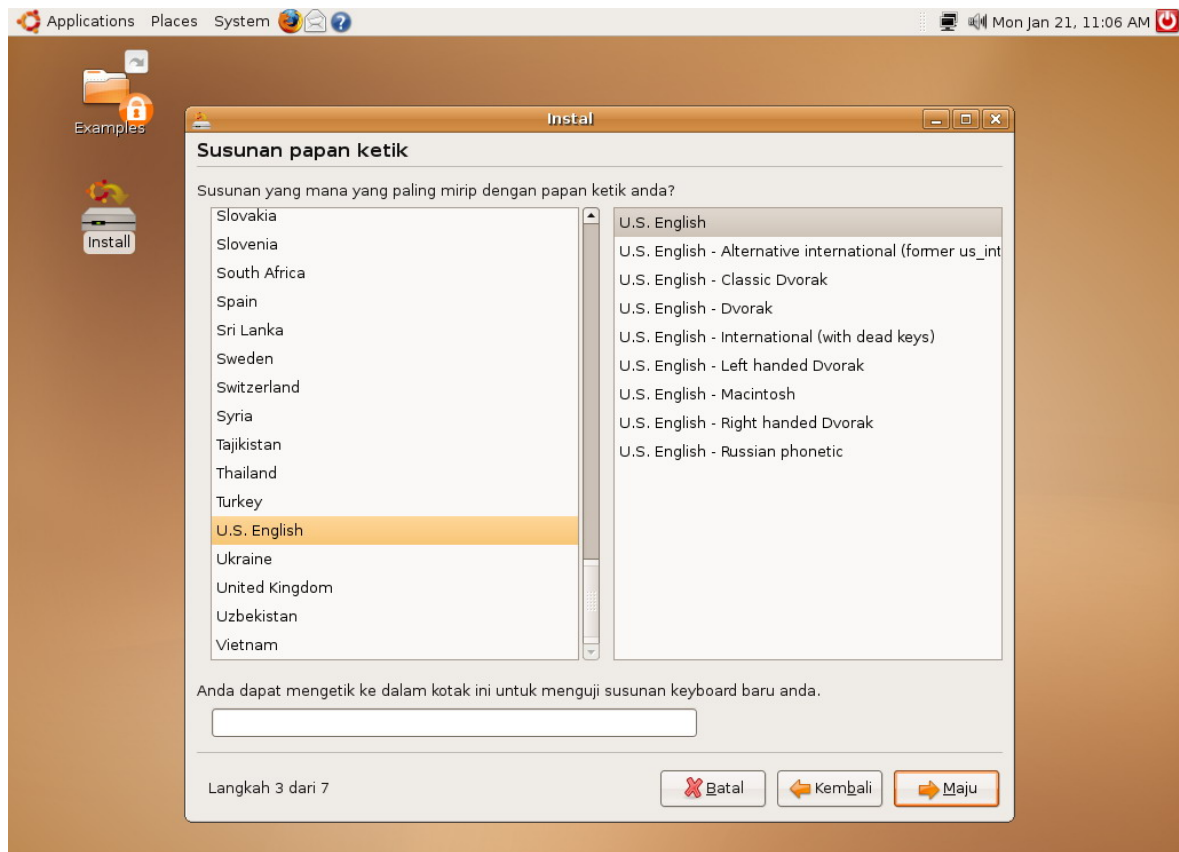 Applications Places System Mon Jan 21, 11:06 AM
Examples
Install
Instal
Susunan papan ketik
Susunan yang mana yang paling mirip dengan papan ketik anda?
Slovakia
Slovenia
South Africa
Spain
Sri Lanka
Sweden
Switzerland
Syria
Tajikistan
Thailand
Turkey
U.S. English
Ukraine
United Kingdom
Uzbekistan
Vietnam
U.S. English
U.S. English - Alternative international (former us_int
U.S. English - Classic Dvorak
U.S. English - Dvorak
U.S. English - International (with dead keys)
U.S. English - Left handed Dvorak
U.S. English - Macintosh
U.S. English - Right handed Dvorak
U.S. English - Russian phonetic
Anda dapat mengetik ke dalam kotak ini untuk menguji susunan keyboard baru anda.
Langkah 3 dari 7
Batal
Kembali
Maju